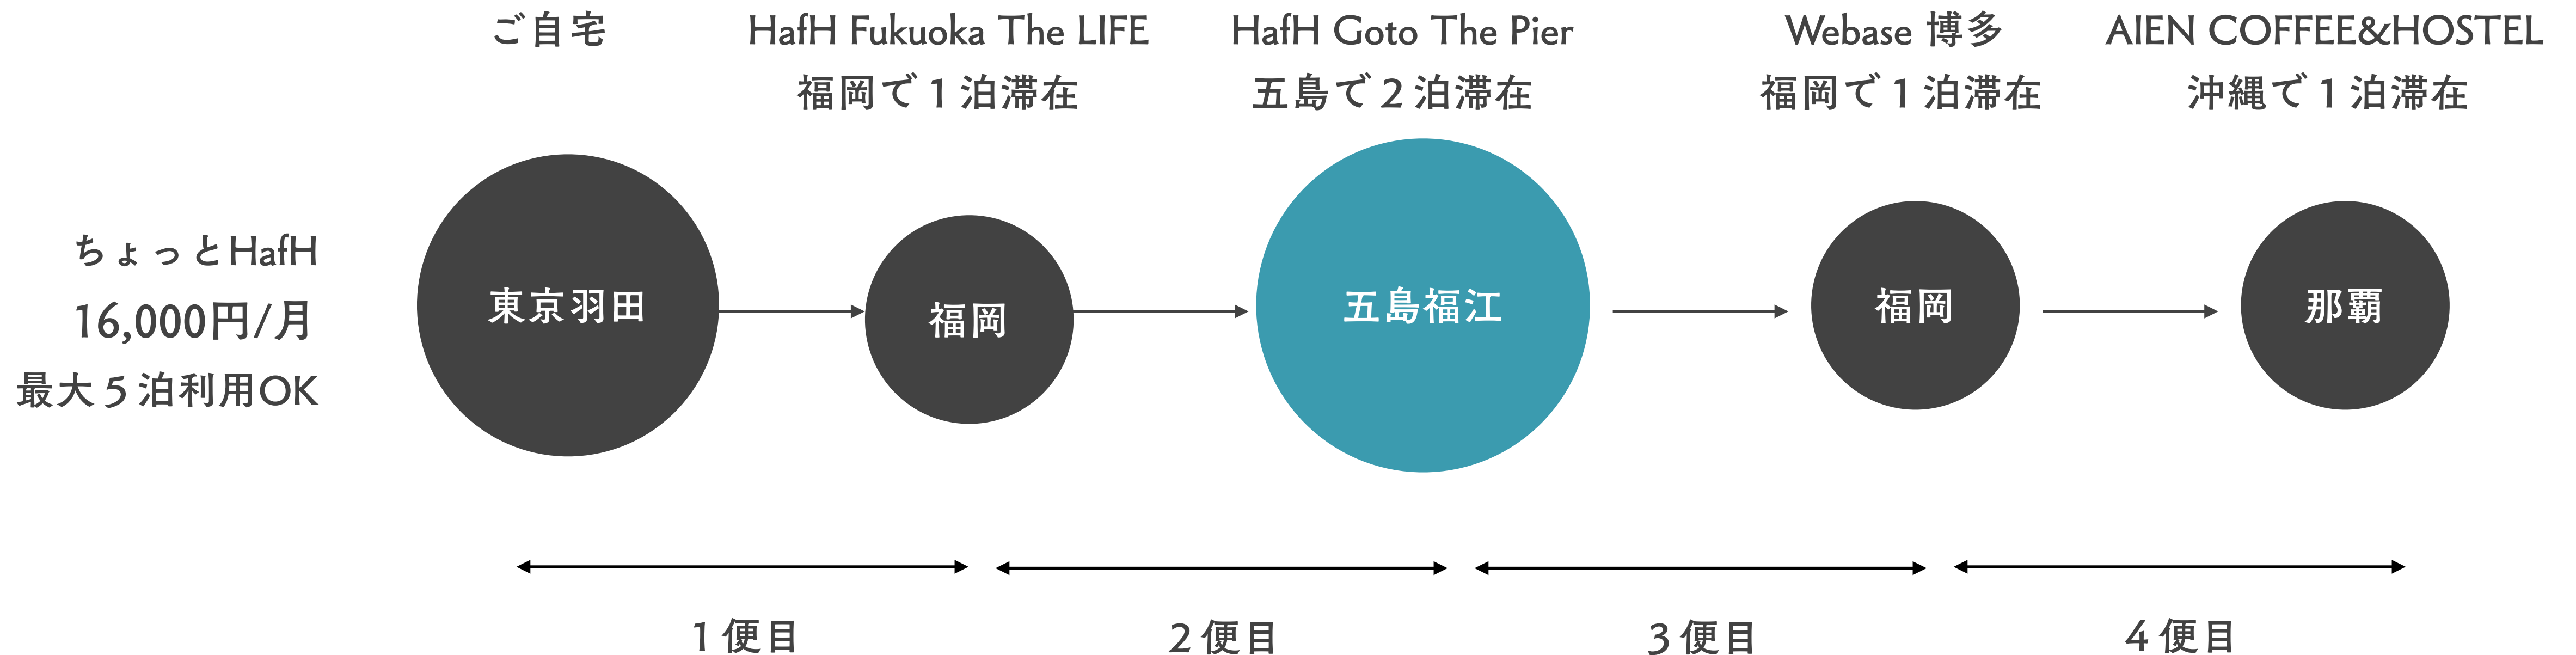 ご自宅
HafH Fukuoka The LIFE
福岡で１泊滞在
HafH Goto The Pier
五島で２泊滞在
Webase 博多
福岡で１泊滞在
AIEN COFFEE&HOSTEL
沖縄で１泊滞在
ちょっとHafH
16,000円/月
最大５泊利用OK
東京羽田
福岡
五島福江
福岡
那覇
１便目
２便目
３便目
４便目